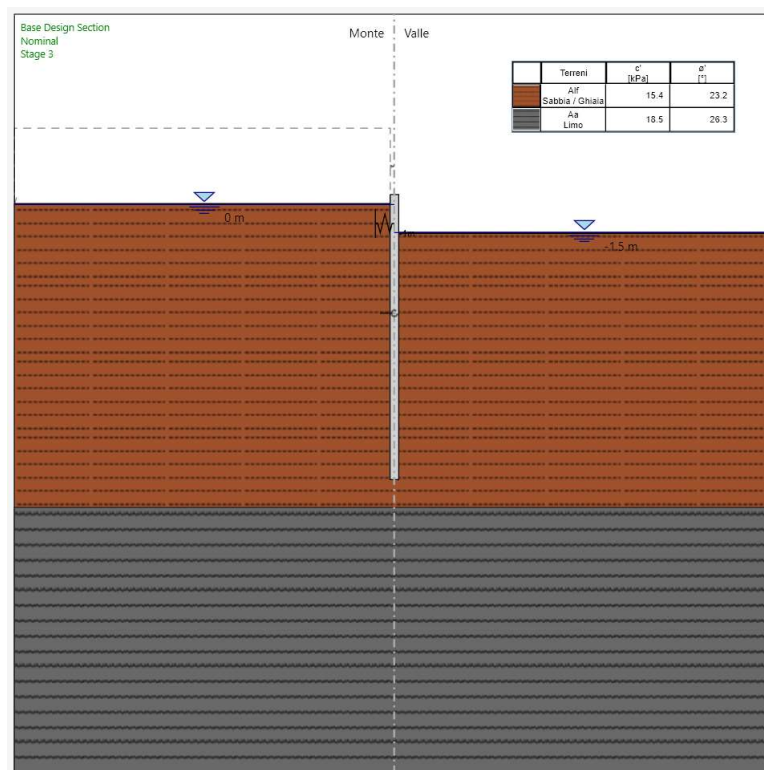 Base Design Section
Nominal
Stage 3
Monte
Valle
Terreni c' [kPa] ø' [°]
Alf Sabbia / Ghiaia 15.4 23.2
Aa Limo 18.5 26.3
0 m
-1.5 m